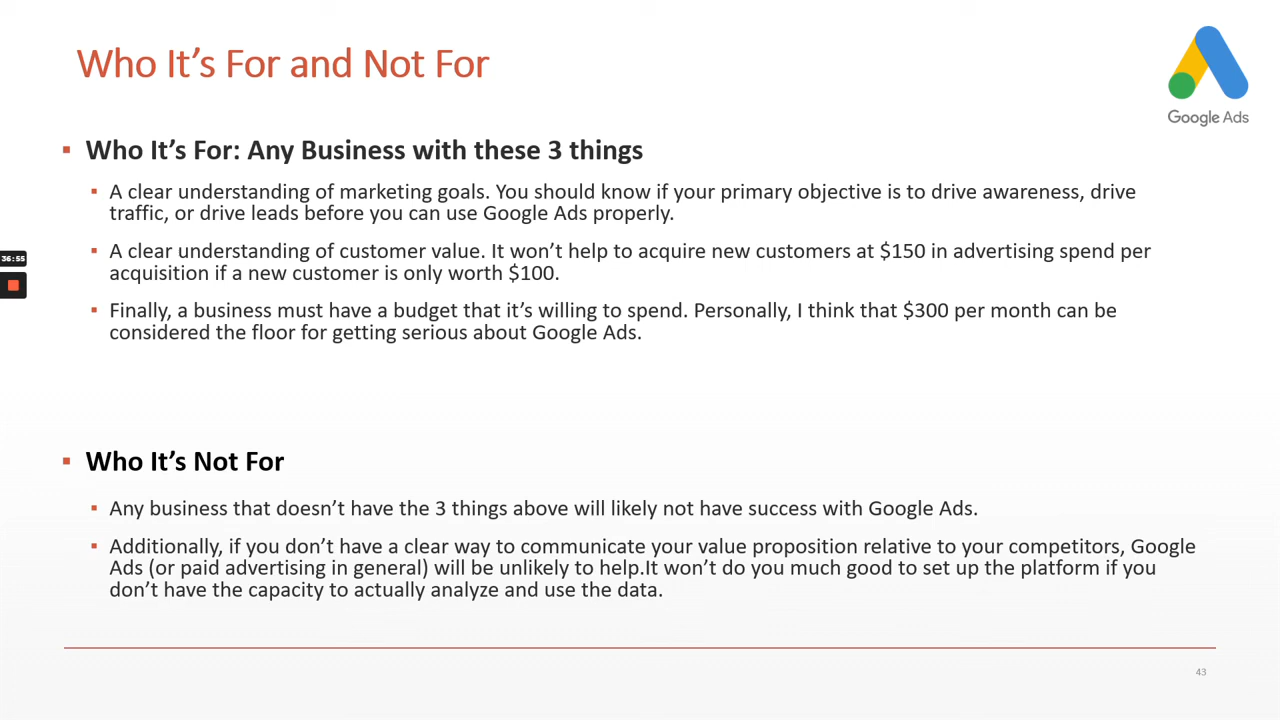 Who It’s For and Not For
Google Ads
▪ Who It’s For: Any Business with these 3 things
▪ A clear understanding of marketing goals. You should know if your primary objective is to drive awareness, drive
traffic, or drive leads before you can use Google Ads properly.
▪ A clear understanding of customer value. It won’t help to acquire new customers at $150 in advertising spend per
acquisition if a new customer is only worth $100.
36:55
▪ Finally, a business must have a budget that it’s willing to spend. Personally, I think that $300 per month can be
considered the floor for getting serious about Google Ads.
▪ Who It’s Not For
▪ Any business that doesn’t have the 3 things above will likely not have success with Google Ads.
▪ Additionally, if you don’t have a clear way to communicate your value proposition relative to your competitors, Google
Ads (or paid advertising in general) will be unlikely to help.It won’t do you much good to set up the platform if you
don’t have the capacity to actually analyze and use the data.
43